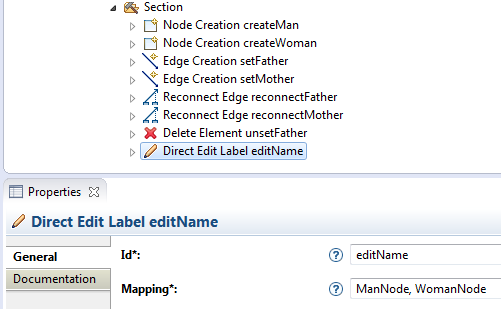 Section
Node Creation createMan
Node Creation createWoman
Edge Creation setFather
Edge Creation setMother
Reconnect Edge reconnectFather
Reconnect Edge reconnectMother
Delete Element unsetFather
Direct Edit Label editName
Properties
Direct Edit Label editName
General
Id*: ? editName
Documentation
Mapping*: ? ManNode, WomanNode